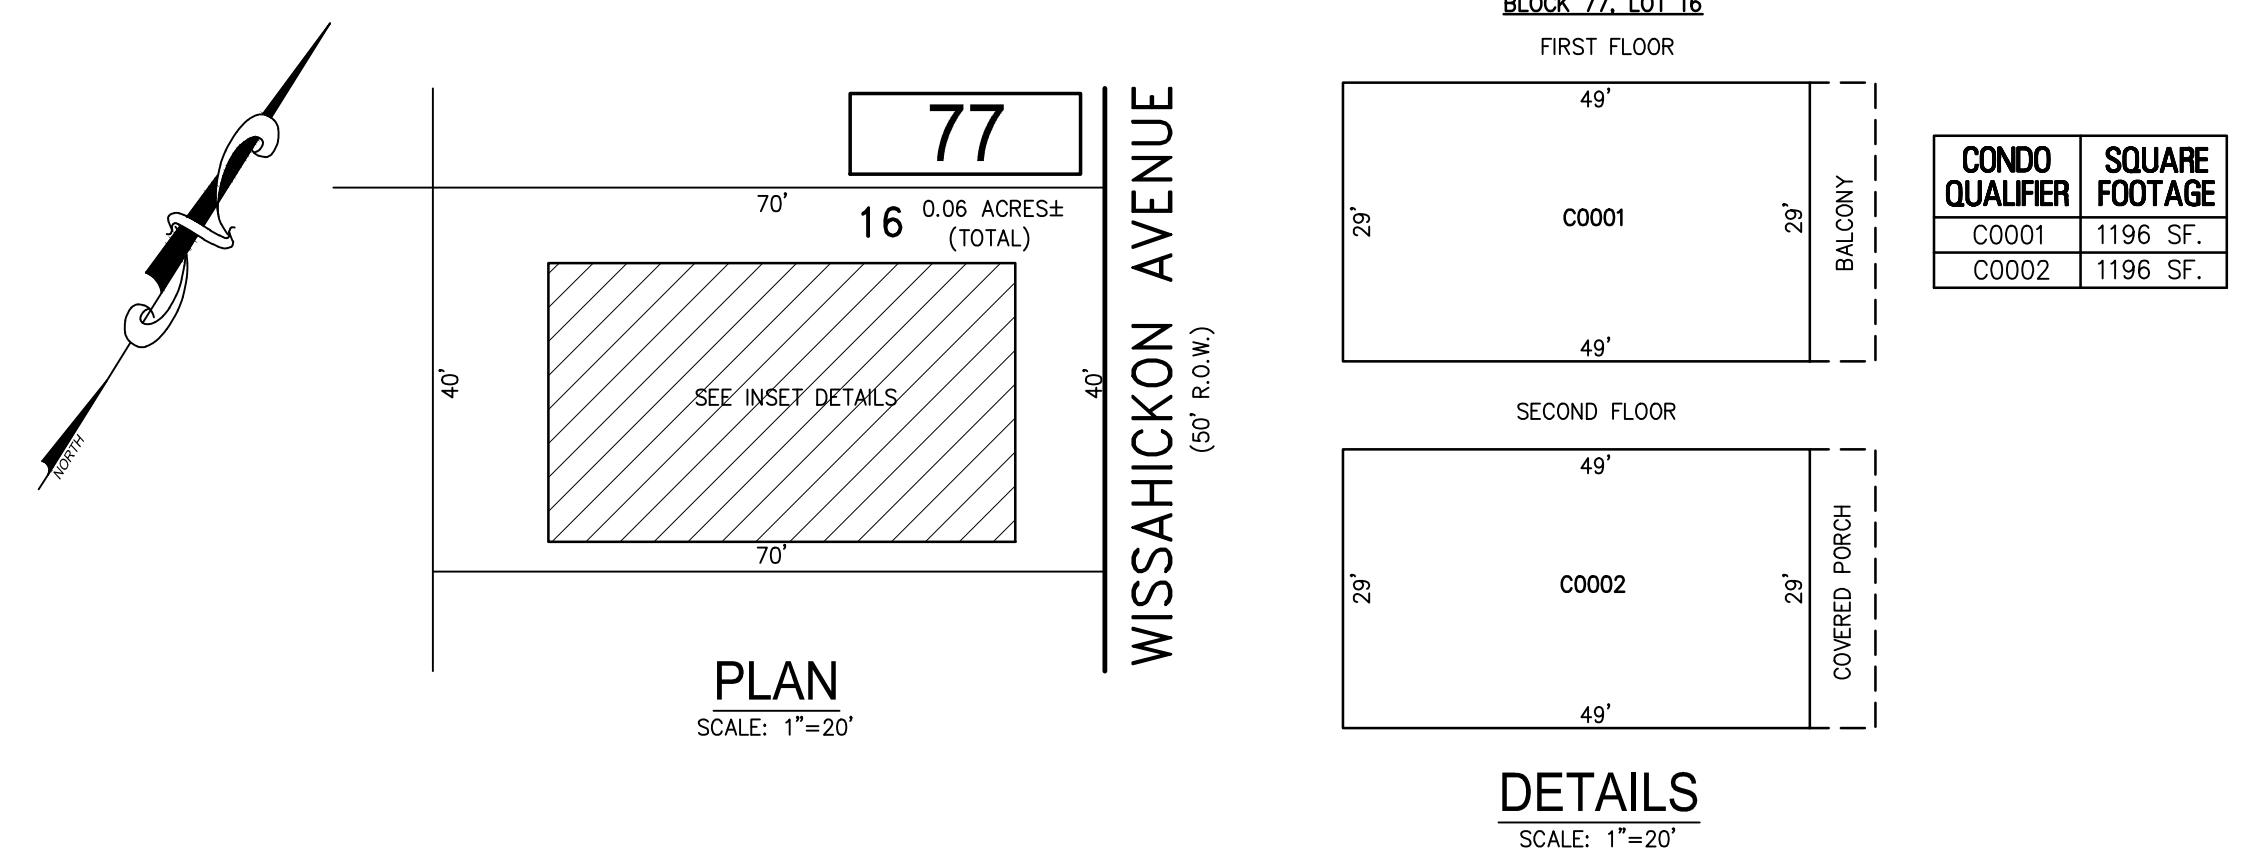 NORTH
77
70'
16
0.06 ACRES±
(TOTAL)
40'
SEE INSET DETAILS
40'
70'
WISSAHICKON AVENUE
(50' R.O.W.)
PLAN
SCALE: 1"=20'
BLOCK 77, LOT 16
FIRST FLOOR
49'
29'
C0001
29'
BALCONY
49'
SECOND FLOOR
49'
29'
C0002
29'
COVERED PORCH
49'
DETAILS
SCALE: 1"=20'
CONDO QUALIFIER SQUARE FOOTAGE
C0001 1196 SF.
C0002 1196 SF.